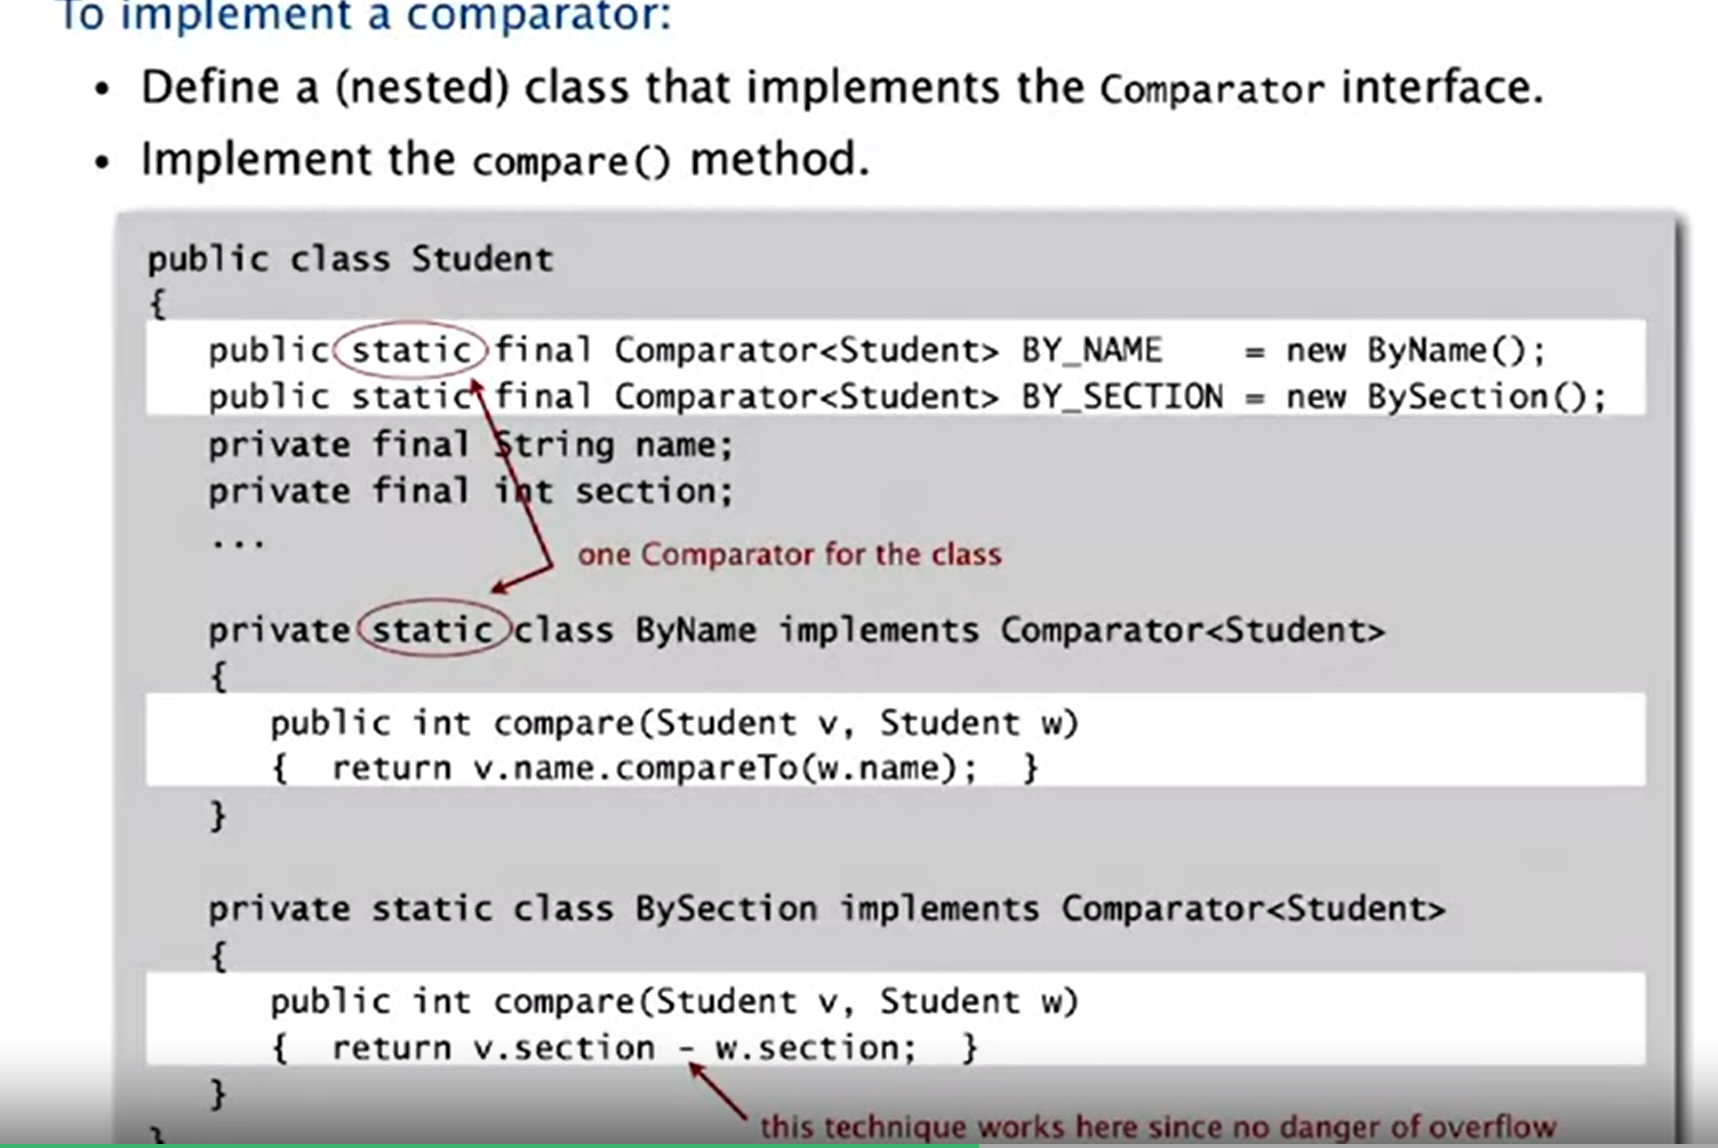 To implement a comparator:
• Define a (nested) class that implements the Comparator interface.
• Implement the compare() method.
public class Student
{
public static final Comparator<Student> BY_NAME = new ByName();
public static final Comparator<Student> BY_SECTION = new BySection();
private final String name;
private final int section;
...
one Comparator for the class
private static class ByName implements Comparator<Student>
{
public int compare(Student v, Student w)
{ return v.name.compareTo(w.name); }
}
private static class BySection implements Comparator<Student>
{
public int compare(Student v, Student w)
{ return v.section - w.section; }
}
this technique works here since no danger of overflow
}